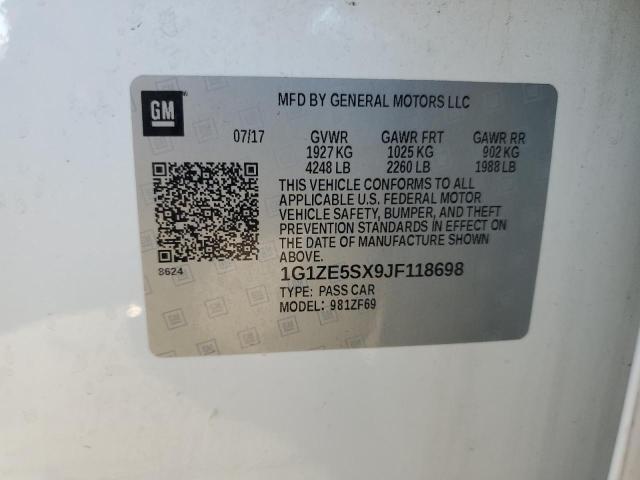 GM
MFD BY GENERAL MOTORS LLC
07/17 GVWR GAWR FRT GAWR RR
1927 KG 1025 KG 902 KG
4248 LB 2260 LB 1988 LB
THIS VEHICLE CONFORMS TO ALL
APPLICABLE U.S. FEDERAL MOTOR
VEHICLE SAFETY, BUMPER, AND THEFT
PREVENTION STANDARDS IN EFFECT ON
THE DATE OF MANUFACTURE SHOWN
ABOVE.
8624
1G1ZE5SX9JF118698
TYPE: PASS CAR
MODEL: 981ZF69